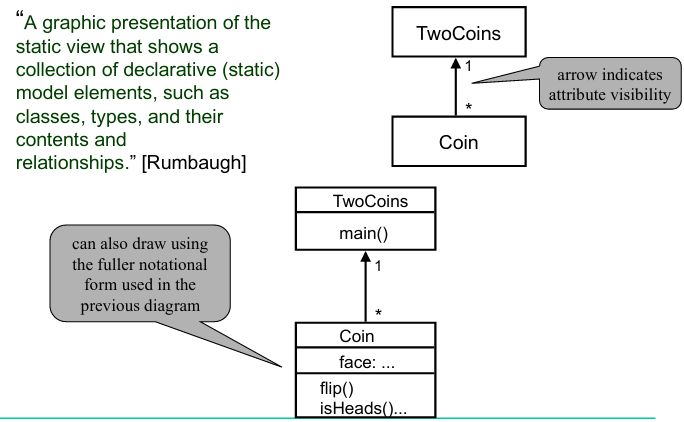 “A graphic presentation of the
static view that shows a
collection of declarative (static)
model elements, such as
classes, types, and their
contents and
relationships.” [Rumbaugh]
TwoCoins
1
arrow indicates
attribute visibility
*
Coin
TwoCoins
main()
can also draw using
the fuller notational
form used in the
previous diagram
1
*
Coin
face: ...
flip()
isHeads()...